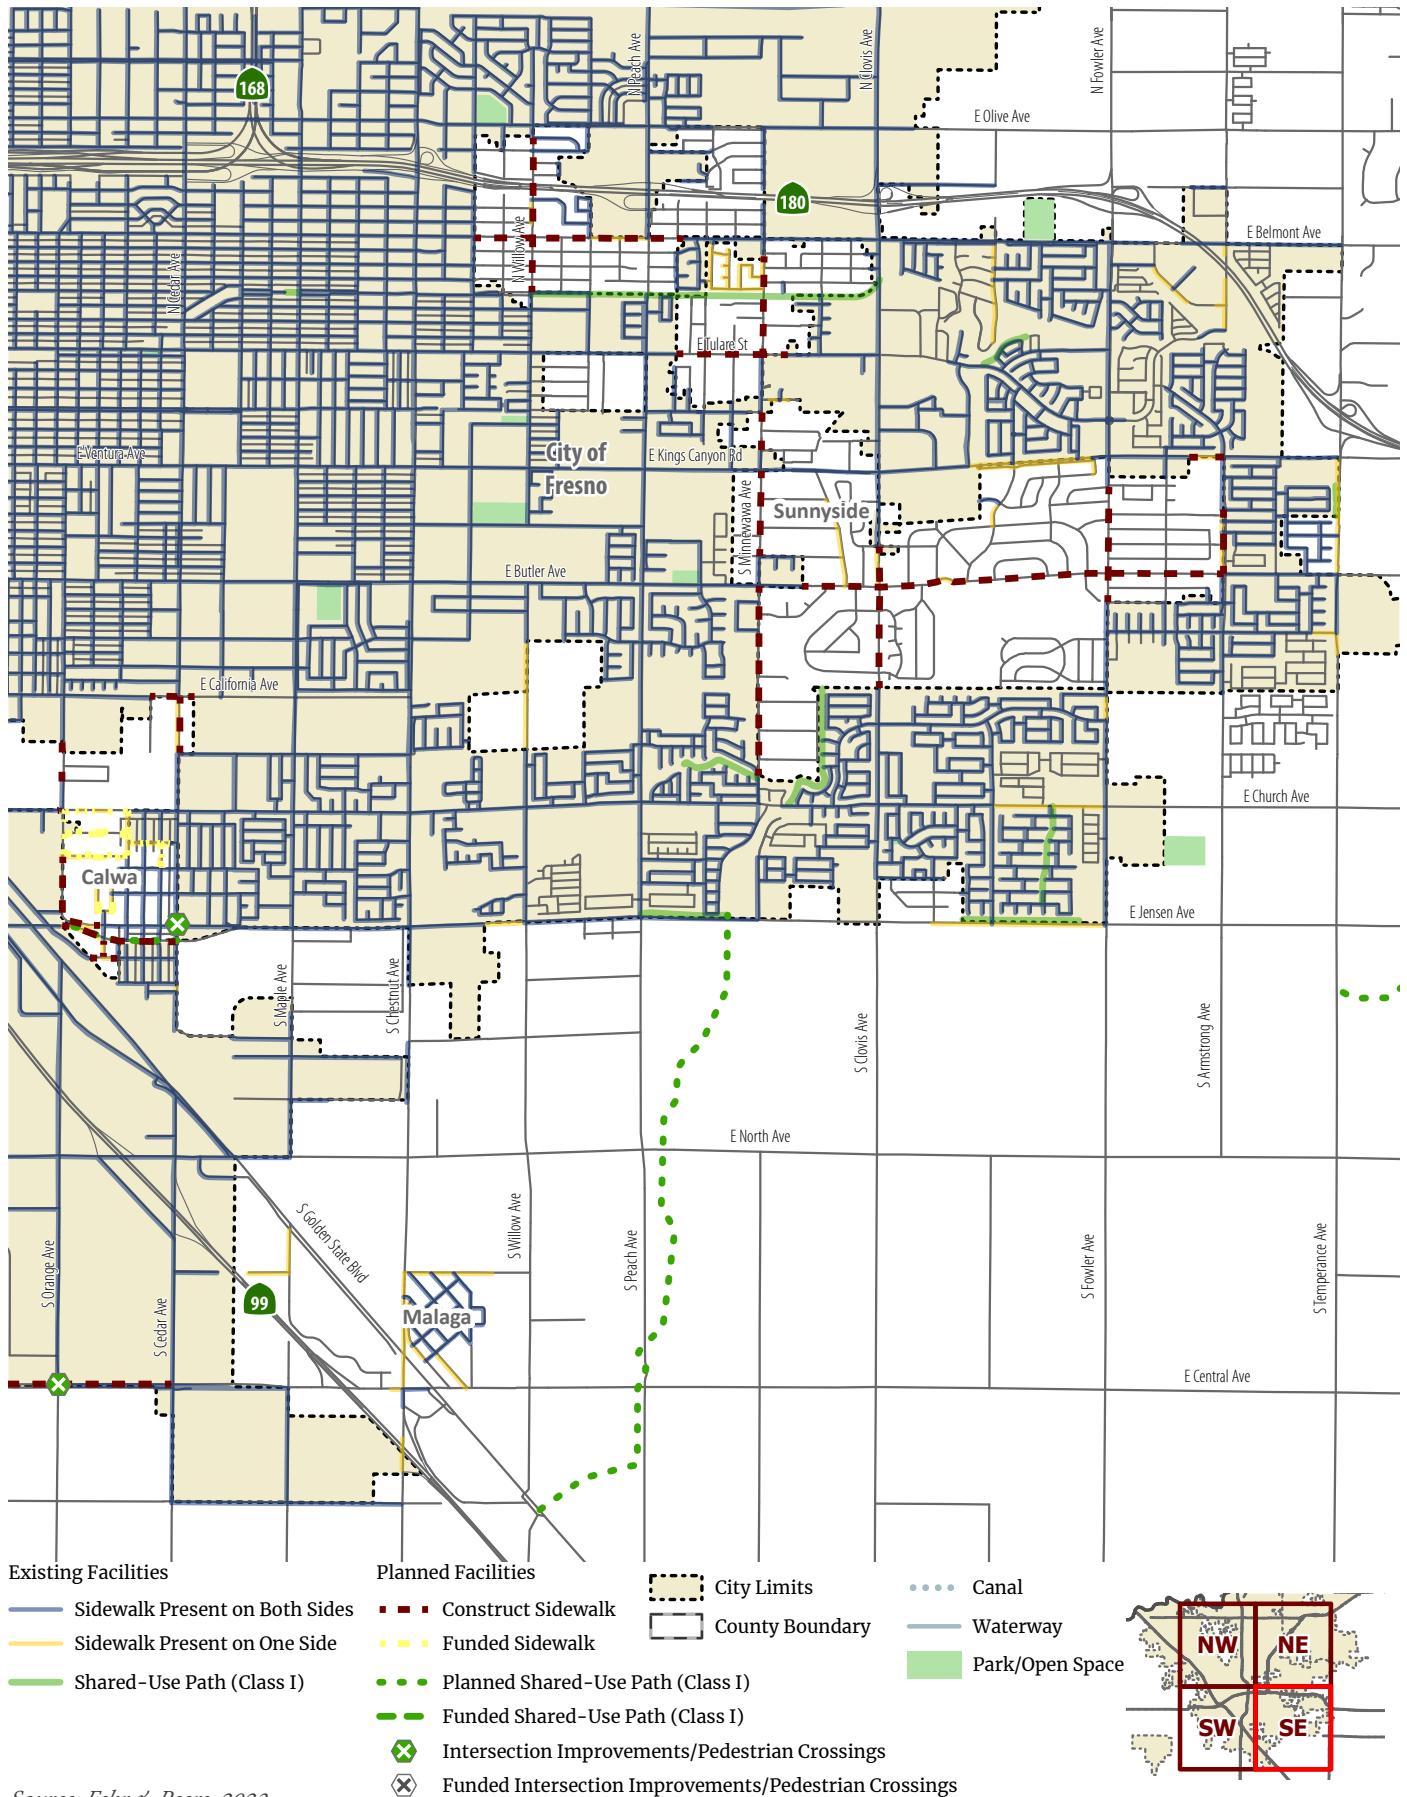 168
N Peach Ave
N Clovis Ave
N Fowler Ave
E Olive Ave
180
N Willow Ave
E Belmont Ave
N Cedar Ave
E Tulare St
E Ventura Ave
City of
Fresno
E Kings Canyon Rd
S Minnewawa Ave
Sunnyside
E Butler Ave
E California Ave
E Church Ave
Calwa
E Jensen Ave
S Maple Ave
S Chestnut Ave
S Clovis Ave
S Armstrong Ave
E North Ave
S Golden State Blvd
S Willow Ave
S Peach Ave
S Orange Ave
S Cedar Ave
S Fowler Ave
S Temperance Ave
99
Malaga
E Central Ave
Existing Facilities
Sidewalk Present on Both Sides
Sidewalk Present on One Side
Shared-Use Path (Class I)
Planned Facilities
Construct Sidewalk
Funded Sidewalk
Planned Shared-Use Path (Class I)
Funded Shared-Use Path (Class I)
Intersection Improvements/Pedestrian Crossings
Funded Intersection Improvements/Pedestrian Crossings
City Limits
County Boundary
Canal
Waterway
Park/Open Space
NW
NE
SW
SE